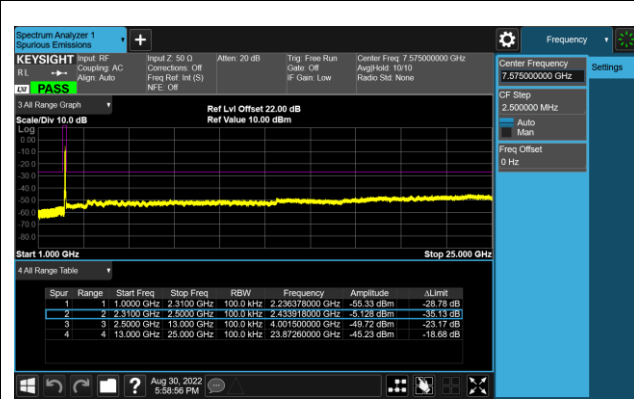 Spectrum Analyzer 1
Spurious Emissions
+
Frequency
KEYSIGHT Input: RF Input Z: 50 Ω Atten: 20 dB Trig: Free Run Center Freq: 7.575000000 GHz
RL Coupling: AC Corrections: Off Gate: Off Avg|Hold: 10/10
Align: Auto Freq Ref: Int (S) IF Gain: Low Radio Std: None
NFE: Off
LXI PASS
Center Frequency
7.575000000 GHz
Settings
CF Step
2.500000 MHz
Auto
Man
Freq Offset
0 Hz
3 All Range Graph
Ref Lvl Offset 22.00 dB
Scale/Div 10.0 dB Ref Value 10.00 dBm
Log
0.00
-10.0
-20.0
-30.0
-40.0
-50.0
-60.0
-70.0
-80.0
Start 1.000 GHz Stop 25.000 GHz
4 All Range Table
Spur Range Start Freq Stop Freq RBW Frequency Amplitude ΔLimit
1 1 1.0000 GHz 2.3100 GHz 100.0 kHz 2.236378000 GHz -55.33 dBm -28.78 dB
2 2 2.3100 GHz 2.5000 GHz 100.0 kHz 2.433918000 GHz -5.128 dBm -35.13 dB
3 3 2.5000 GHz 13.000 GHz 100.0 kHz 4.001500000 GHz -49.72 dBm -23.17 dB
4 4 13.000 GHz 25.000 GHz 100.0 kHz 23.87260000 GHz -45.23 dBm -18.68 dB
? Aug 30, 2022
5:58:56 PM